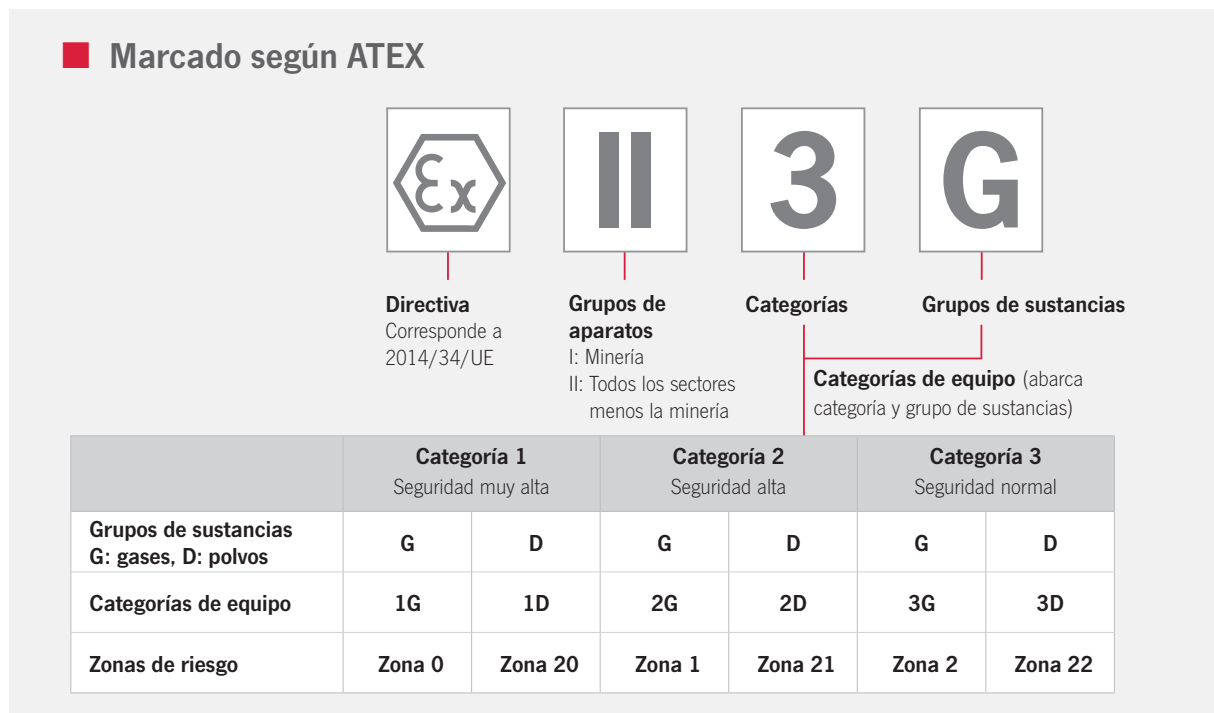 Marcado según ATEX
Ex II 3 G
Directiva
Corresponde a
2014/34/UE
Grupos de
aparatos
I: Minería
II: Todos los sectores
menos la minería
Categorías
Grupos de sustancias
Categorías de equipo (abarca
categoría y grupo de sustancias)
Categoría 1 Categoría 2 Categoría 3
Seguridad muy alta Seguridad alta Seguridad normal
Grupos de sustancias
G: gases, D: polvos G D G D G D
Categorías de equipo 1G 1D 2G 2D 3G 3D
Zonas de riesgo Zona 0 Zona 20 Zona 1 Zona 21 Zona 2 Zona 22